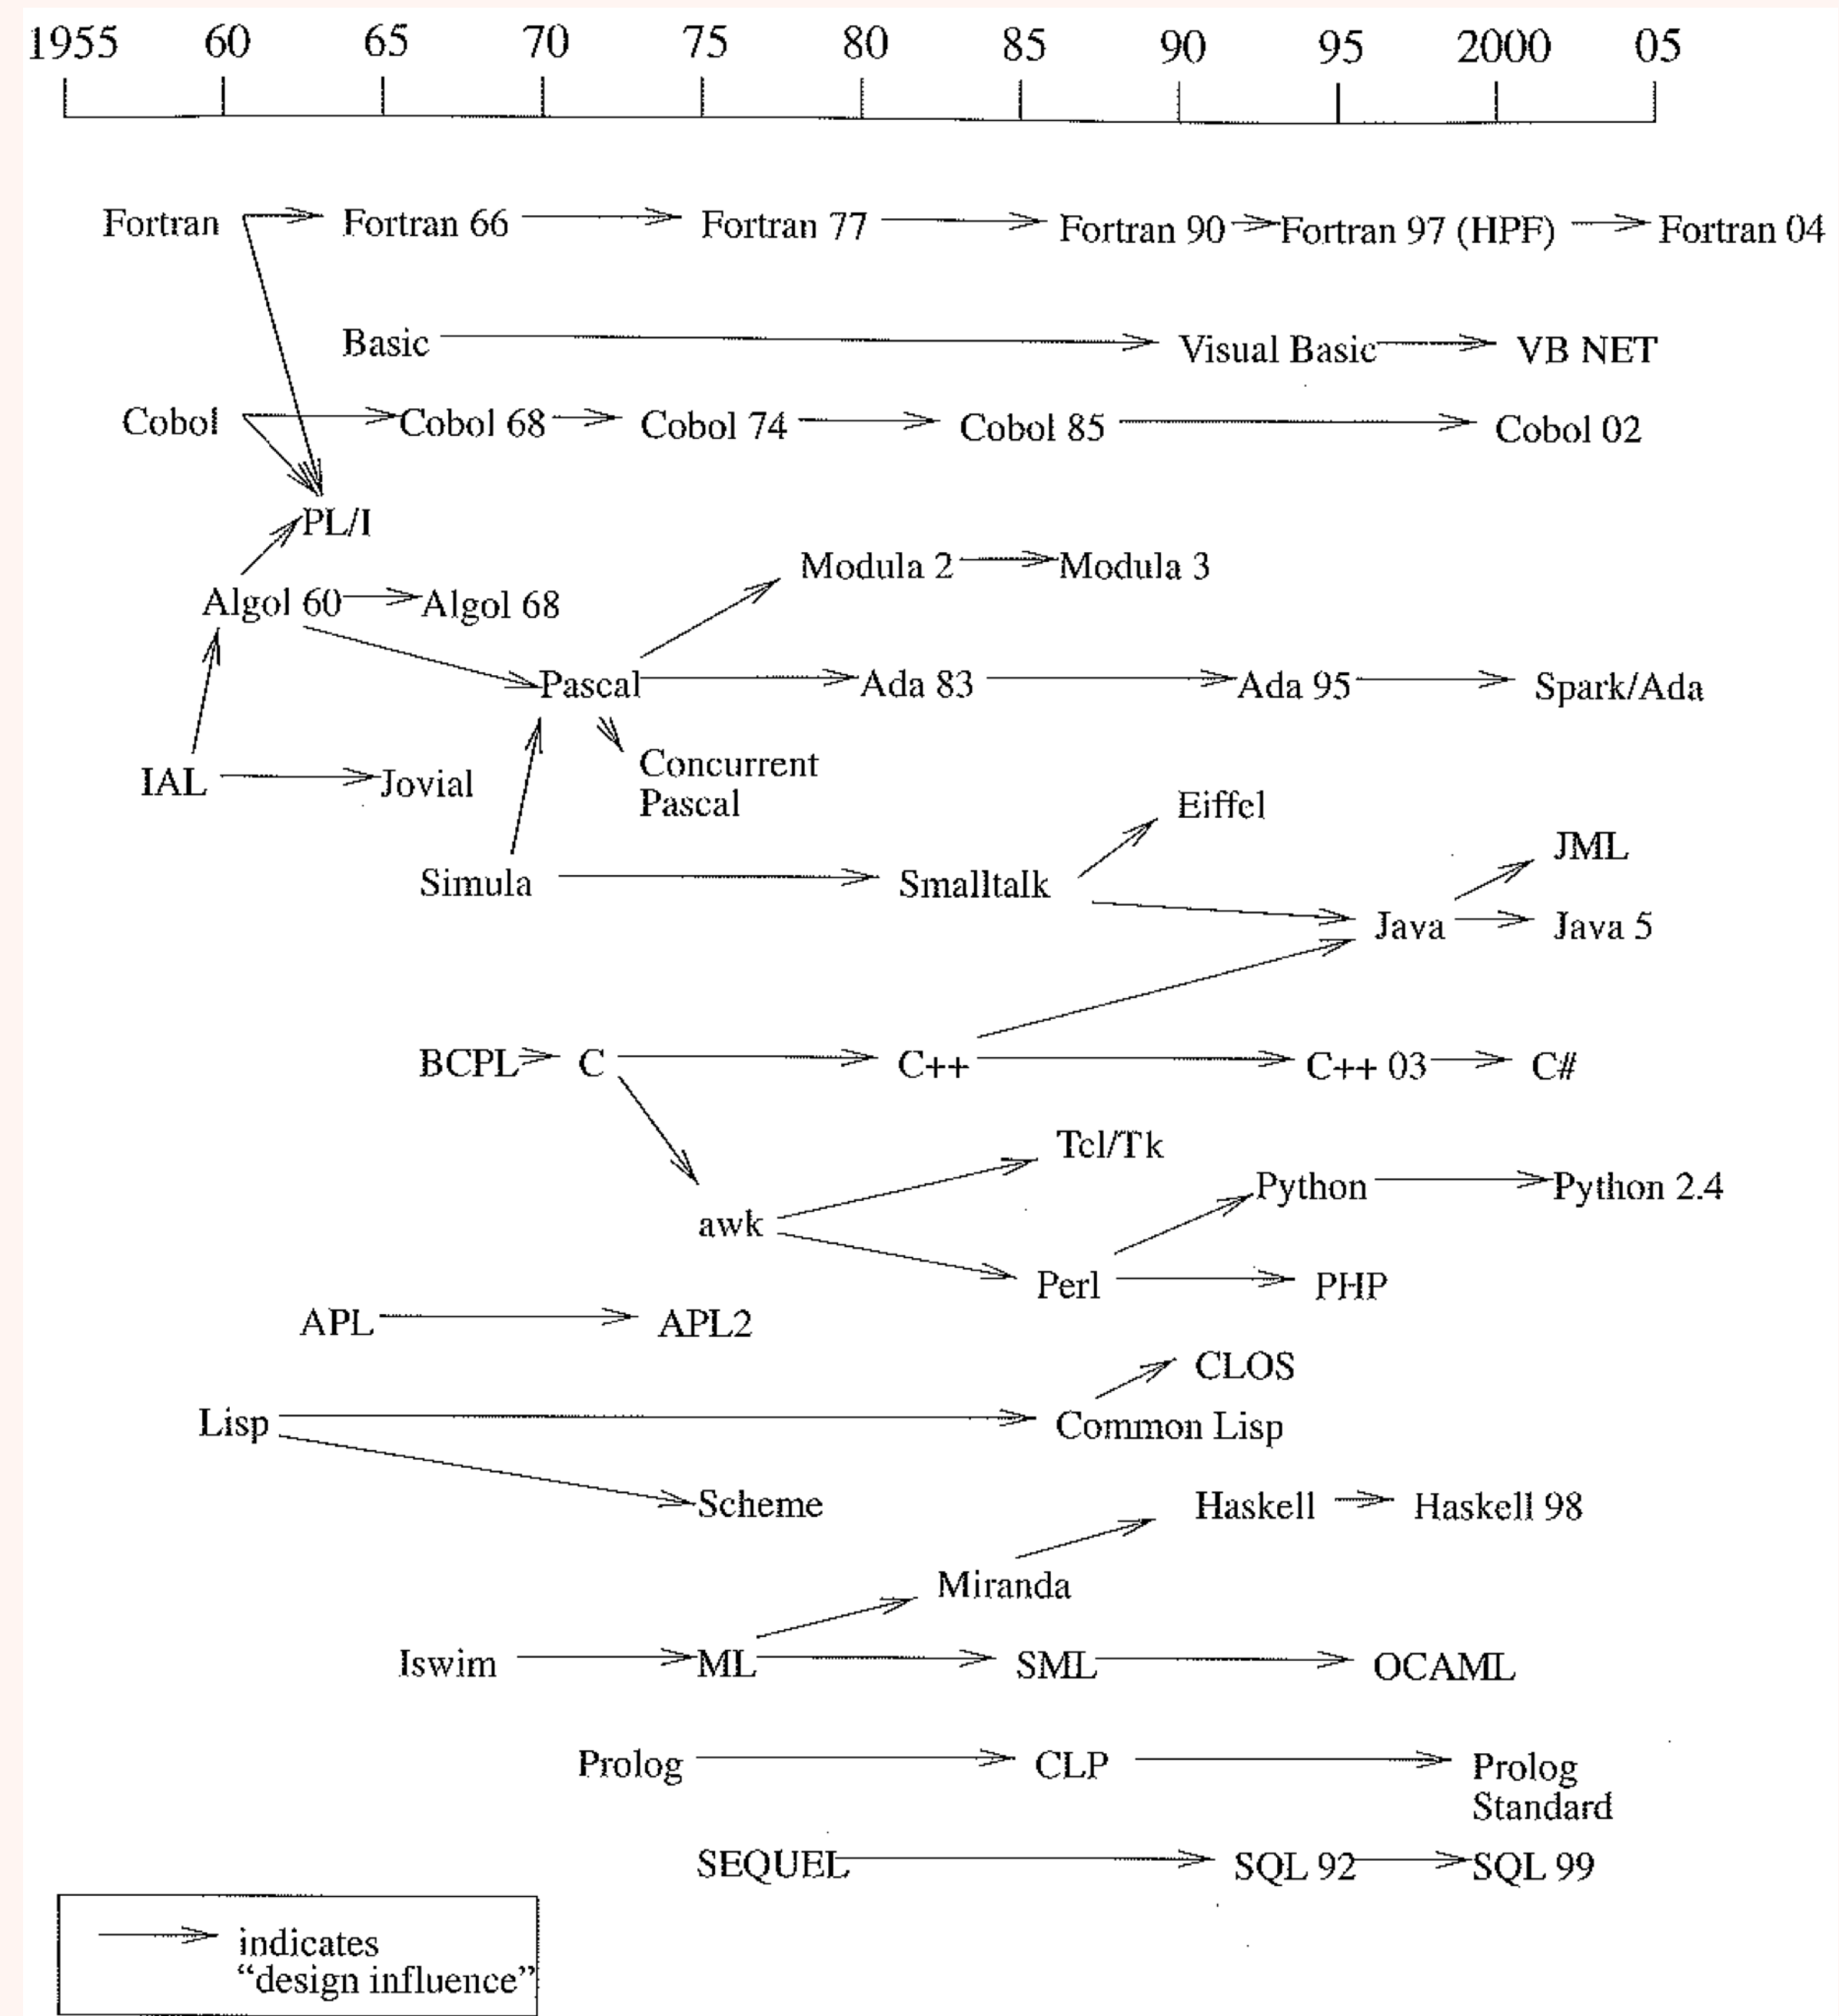 1955 60 65 70 75 80 85 90 95 2000 05
Fortran Fortran 66 Fortran 77 Fortran 90 Fortran 97 (HPF) Fortran 04
Basic Visual Basic VB NET
Cobol Cobol 68 Cobol 74 Cobol 85 Cobol 02
PL/I
Modula 2 Modula 3
Algol 60 Algol 68
Pascal Ada 83 Ada 95 Spark/Ada
Concurrent
IAL Jovial
Pascal
Eiffel
JML
Simula Smalltalk
Java Java 5
BCPL C C++ C++ 03 C#
Tcl/Tk
Python Python 2.4
awk
Perl PHP
APL APL2
CLOS
Lisp Common Lisp
Scheme Haskell Haskell 98
Miranda
Iswim ML SML OCAML
Prolog CLP Prolog
Standard
SEQUEL SQL 92 SQL 99
indicates
“design influence”